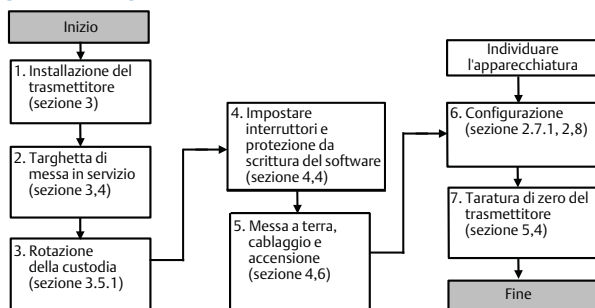 Inizio
1. Installazione del
trasmettitore
(sezione 3)
2. Targhetta di
messa in servizio
(sezione 3,4)
3. Rotazione
della custodia
(sezione 3.5.1)
4. Impostare
interruttori e
protezione da
scrittura del software
(sezione 4,4)
5. Messa a terra,
cablaggio e
accensione
(sezione 4,6)
Individuare
l'apparecchiatura
6. Configurazione
(sezione 2.7.1, 2,8)
7. Taratura di zero del
trasmettitore
(sezione 5,4)
Fine